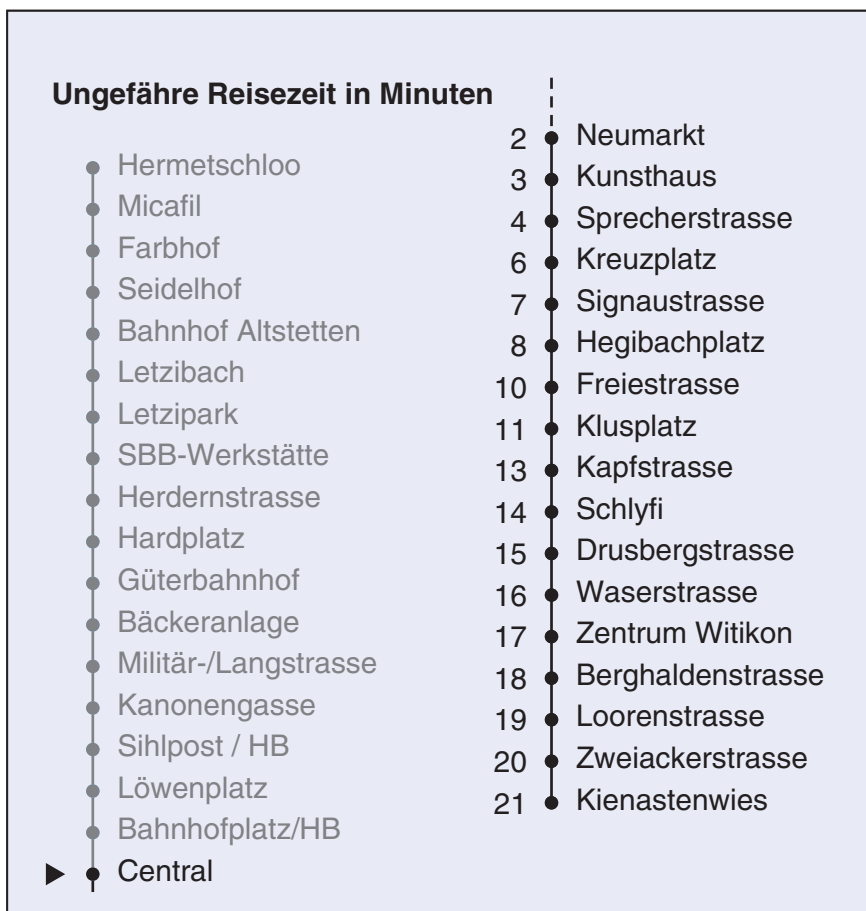 Ungefähre Reisezeit in Minuten
Hermetschloo
Micafil
Farbhof
Seidelhof
Bahnhof Altstetten
Letzibach
Letzipark
SBB-Werkstätte
Herdernstrasse
Hardplatz
Güterbahnhof
Bäckeranlage
Militär-/Langstrasse
Kanonengasse
Sihlpost / HB
Löwenplatz
Bahnhofplatz/HB
Central
2 Neumarkt
3 Kunsthaus
4 Sprecherstrasse
6 Kreuzplatz
7 Signaustrasse
8 Hegibachplatz
10 Freiestrasse
11 Klusplatz
13 Kapfstrasse
14 Schlyfi
15 Drusbergstrasse
16 Waserstrasse
17 Zentrum Witikon
18 Berghaldenstrasse
19 Loorenstrasse
20 Zweiackerstrasse
21 Kienastenwies